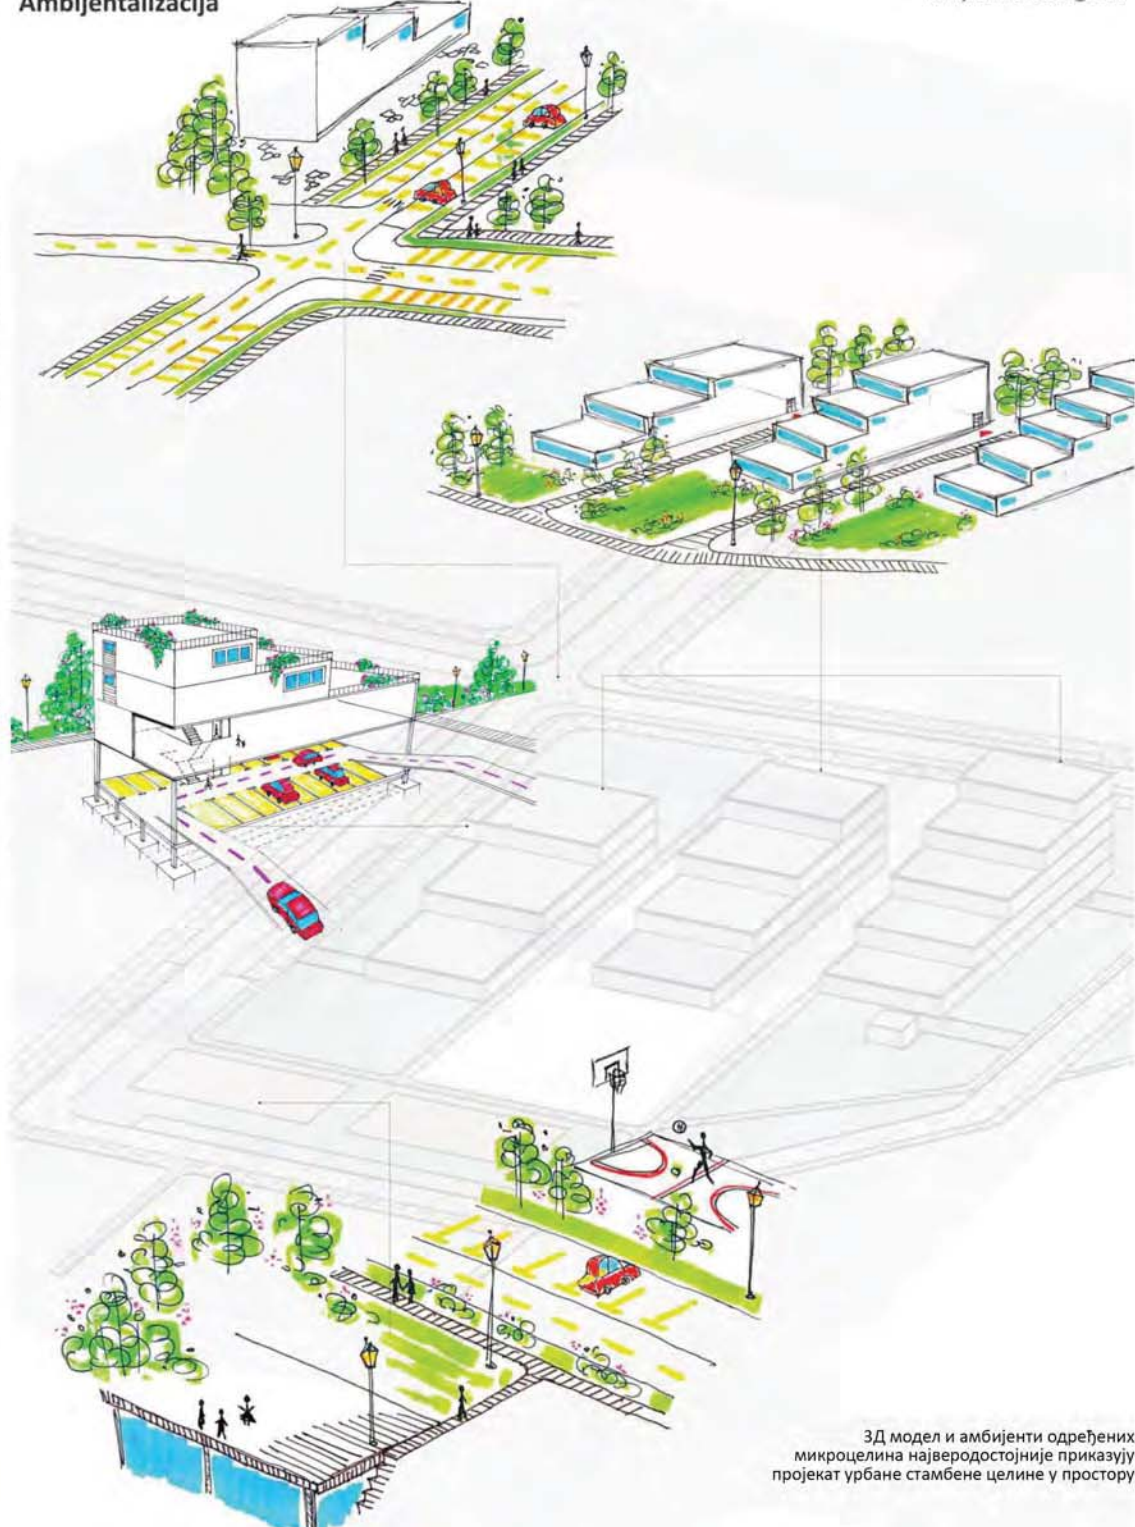 Ambijentalizacija
3Д модел и амбијенти одређених
микроцелина најверодостојније приказују
пројекат урбане стамбене целине у простору